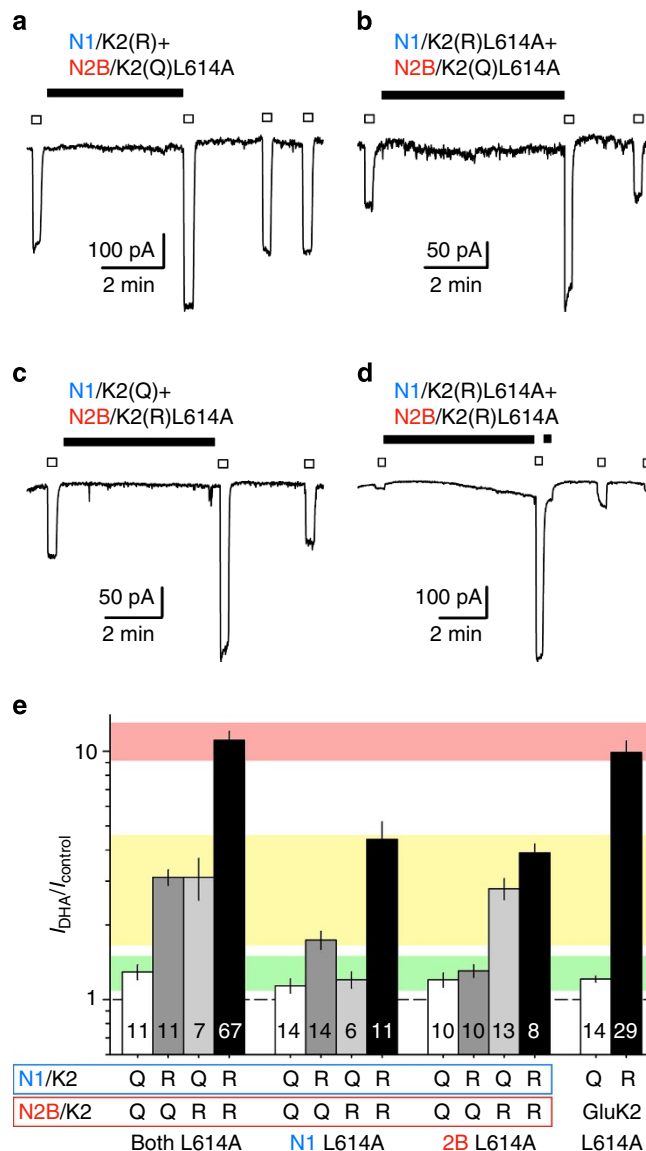 a
N1/K2(R)+
N2B/K2(Q)L614A
100 pA
2 min
b
N1/K2(R)L614A+
N2B/K2(Q)L614A
50 pA
2 min
c
N1/K2(Q)+
N2B/K2(R)L614A
50 pA
2 min
d
N1/K2(R)L614A+
N2B/K2(R)L614A
100 pA
2 min
e
10
1
IDHA/Icontrol
11 11 7 67 14 14 6 11 10 10 13 8 14 29
N1/K2 Q R Q R Q R Q R Q R Q R Q R
N2B/K2 Q Q R R Q Q R R Q Q R R GluK2
Both L614A N1 L614A 2B L614A L614A